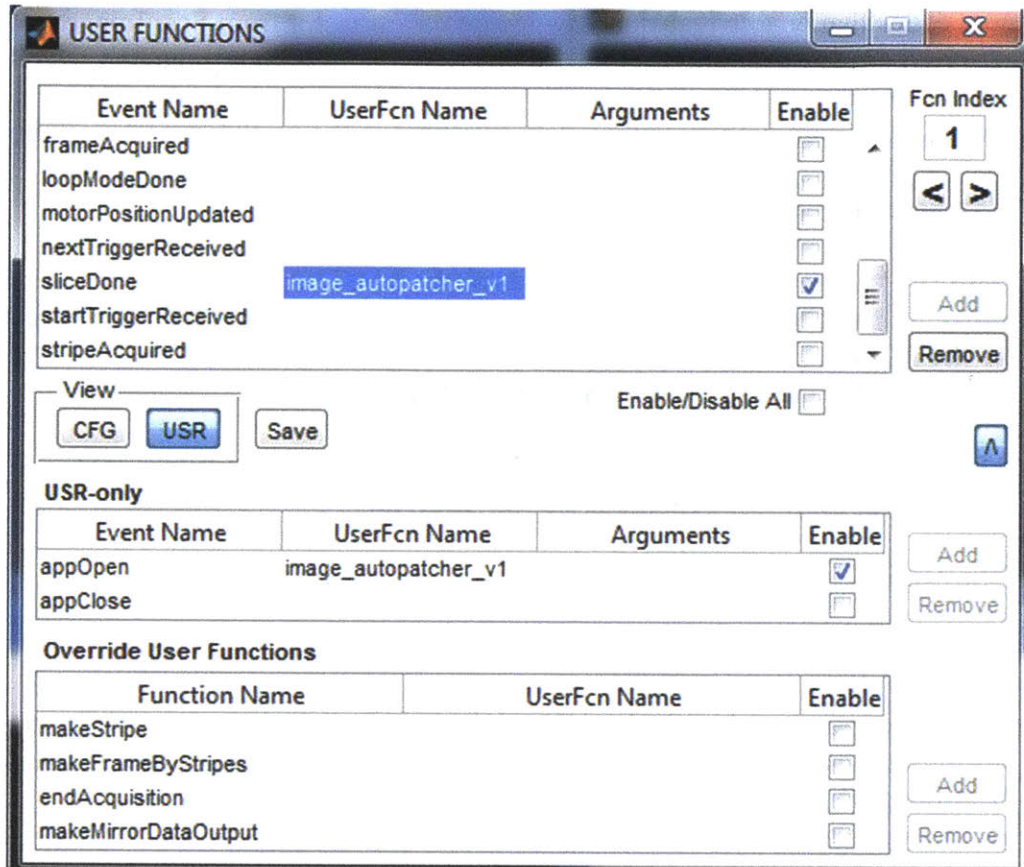 USER FUNCTIONS
Event Name UserFcn Name Arguments Enable
Fcn Index
frameAcquired
1
loopModeDone
< >
motorPositionUpdated
nextTriggerReceived
sliceDone image_autopatcher_v1
startTriggerReceived
Add
stripeAcquired
Remove
View
CFG USR Save
Enable/Disable All
USR-only
Event Name UserFcn Name Arguments Enable
appOpen image_autopatcher_v1
Add
appClose
Remove
Override User Functions
Function Name UserFcn Name Enable
makeStripe
makeFrameByStripes
endAcquisition
Add
makeMirrorDataOutput
Remove